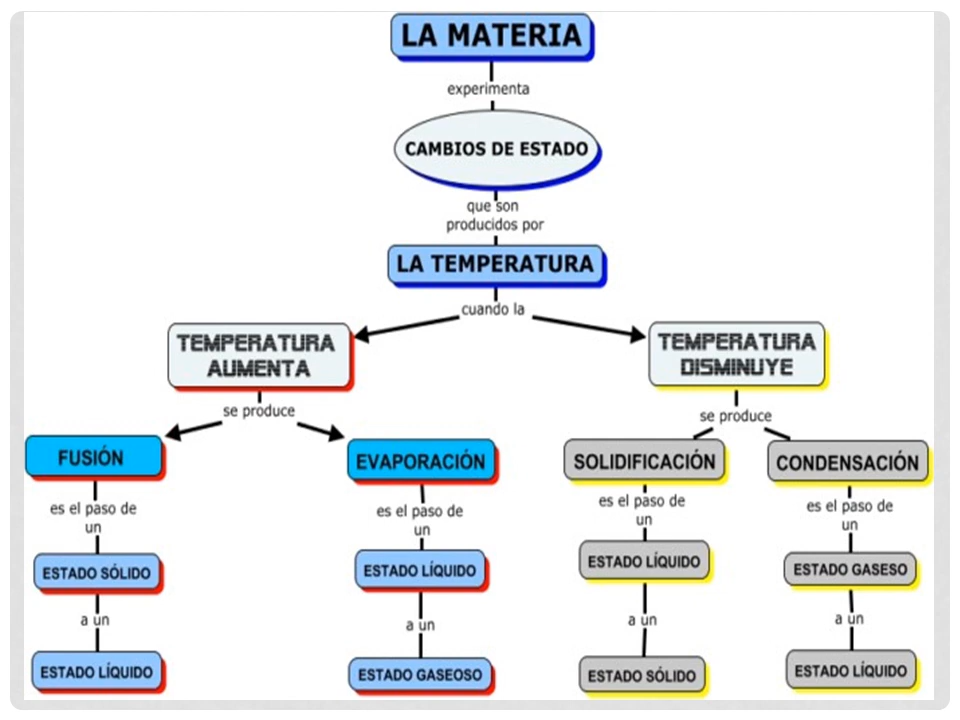 LA MATERIA
experimenta
CAMBIOS DE ESTADO
que son
producidos por
LA TEMPERATURA
cuando la
TEMPERATURA
AUMENTA
se produce
FUSIÓN
es el paso de
un
ESTADO SÓLIDO
a un
ESTADO LÍQUIDO
EVAPORACIÓN
es el paso de
un
ESTADO LÍQUIDO
a un
ESTADO GASEOSO
TEMPERATURA
DISMINUYE
se produce
SOLIDIFICACIÓN
es el paso de
un
ESTADO LÍQUIDO
a un
ESTADO SÓLIDO
CONDENSACIÓN
es el paso de
un
ESTADO GASESO
a un
ESTADO LÍQUIDO